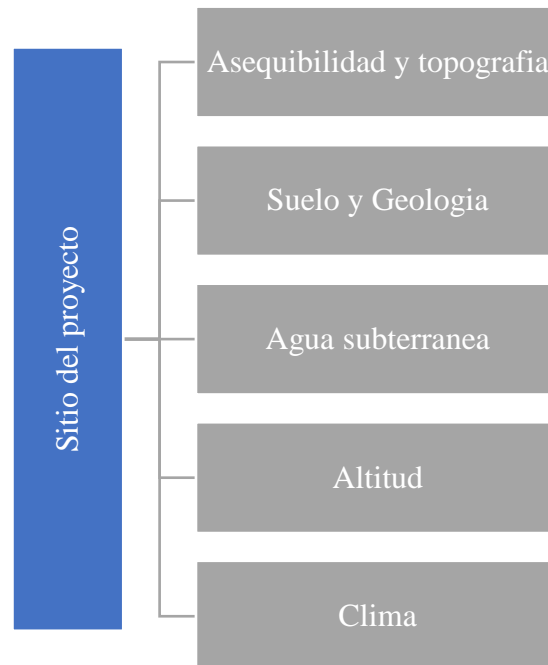 Sitio del proyecto
Asequibilidad y topografia
Suelo y Geologia
Agua subterranea
Altitud
Clima